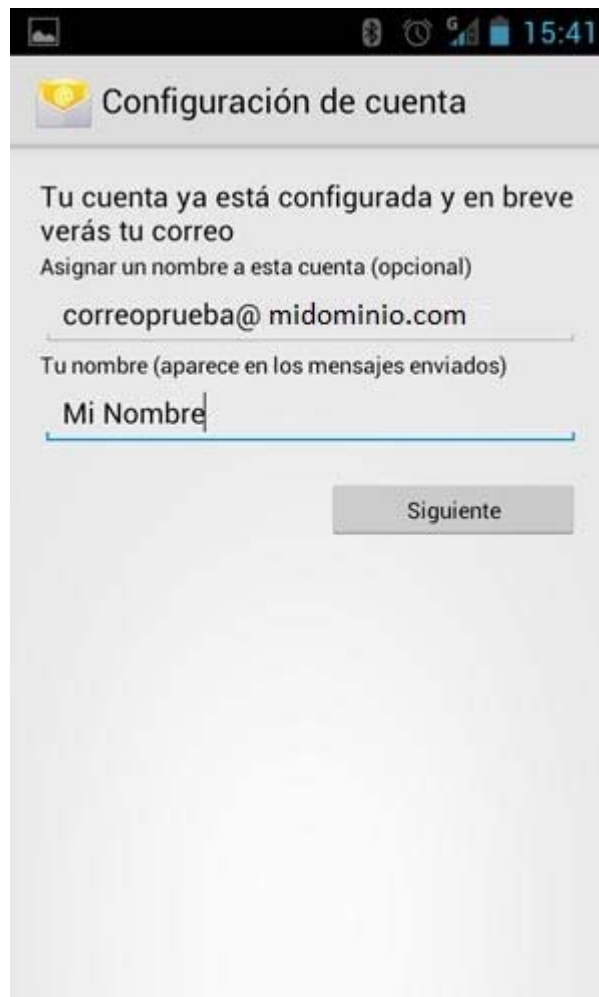 G 15:41
Configuración de cuenta
Tu cuenta ya está configurada y en breve
verás tu correo
Asignar un nombre a esta cuenta (opcional)
correoprueba@ midominio.com
Tu nombre (aparece en los mensajes enviados)
Mi Nombre
Siguiente